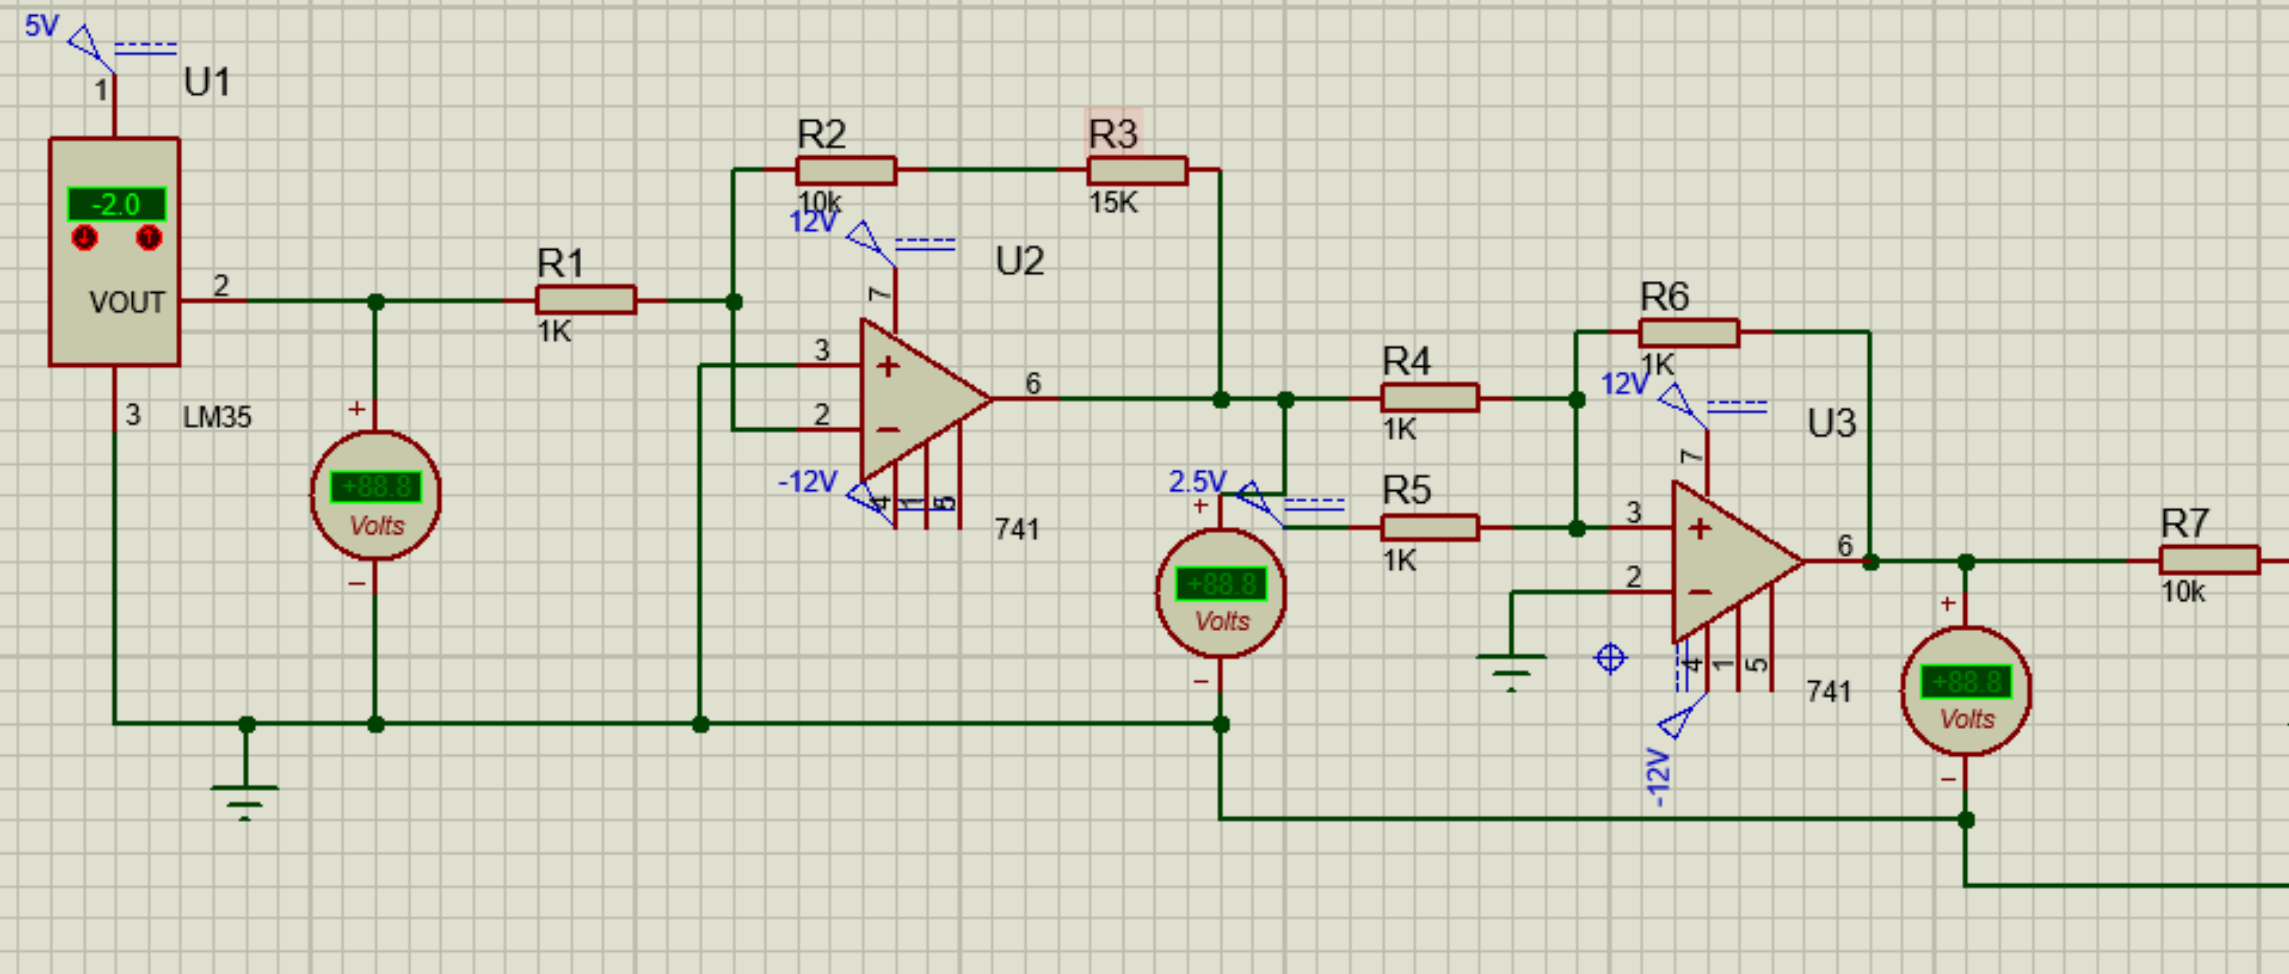 5V
U1
1
-2.0
VOUT
2
3
LM35
+88.8
Volts
R1
1K
R2
10k
R3
15K
12V
U2
7
3
2
6
-12V
4
1
5
741
2.5V
+88.8
Volts
R4
1K
R5
1K
R6
1K
12V
U3
7
3
2
6
4
1
5
741
-12V
+88.8
Volts
R7
10k